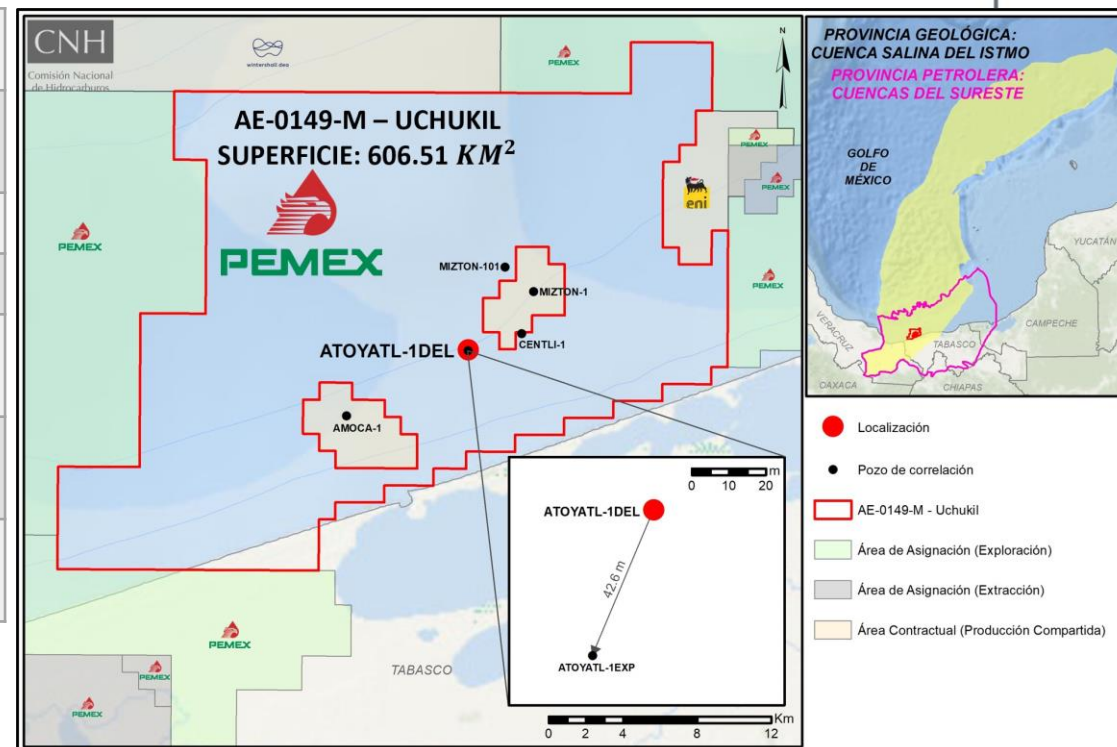 CNH
Comisión Nacional
de Hidrocarburos
wintershall dea
PEMEX
N
AE-0149-M – UCHUKIL
SUPERFICIE: 606.51 KM²
PEMEX
PEMEX
PEMEX
PEMEX
eni
PEMEX
PEMEX
MIZTON-101
MIZTON-1
CENTLI-1
ATOYATL-1DEL
AMOCA-1
m
0 10 20
ATOYATL-1DEL
42.6 m
ATOYATL-1EXP
PEMEX
PEMEX
PEMEX
TABASCO
Km
0 2 4 8 12
PROVINCIA GEOLÓGICA:
CUENCA SALINA DEL ISTMO
PROVINCIA PETROLERA:
CUENCAS DEL SURESTE
GOLFO
DE
MÉXICO
YUCATÁN
CAMPECHE
VERACRUZ
TABASCO
OAXACA
CHIAPAS
Localización
Pozo de correlación
AE-0149-M - Uchukil
Área de Asignación (Exploración)
Área de Asignación (Extracción)
Área Contractual (Producción Compartida)